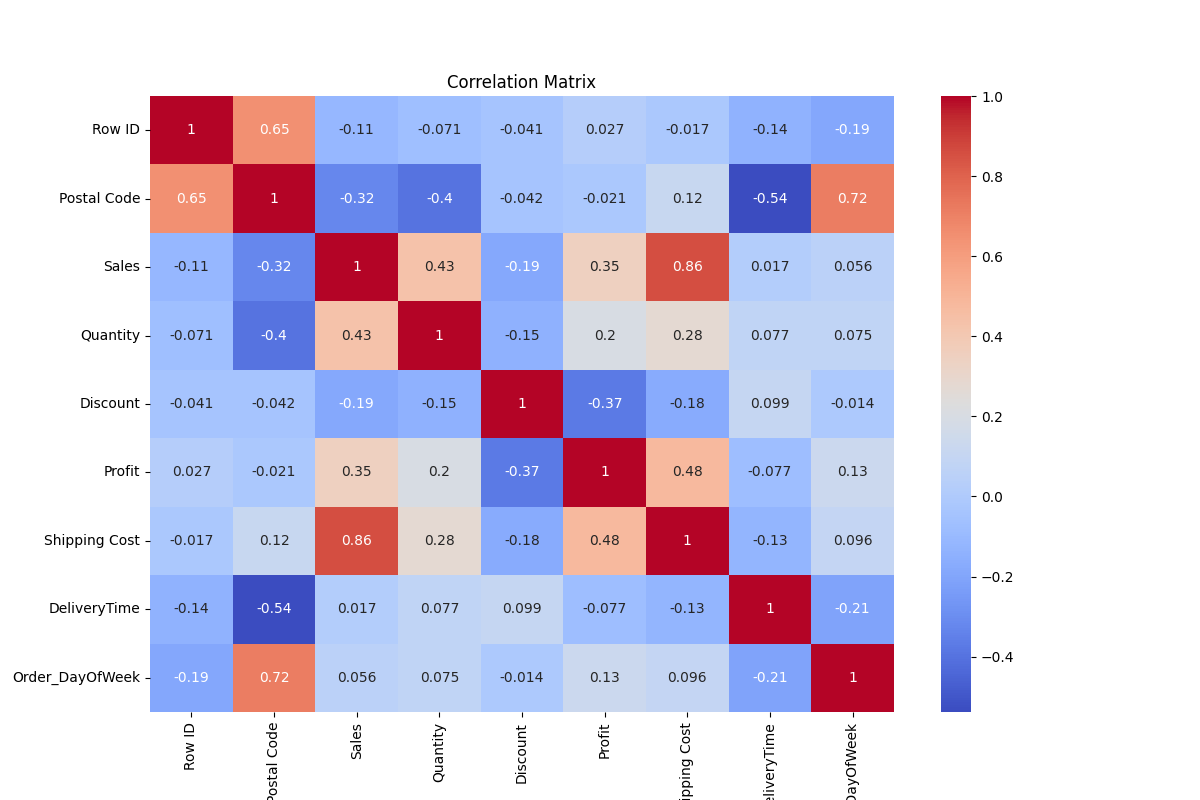 Correlation Matrix
Row ID 1 0.65 -0.11 -0.071 -0.041 0.027 -0.017 -0.14 -0.19
Postal Code 0.65 1 -0.32 -0.4 -0.042 -0.021 0.12 -0.54 0.72
Sales -0.11 -0.32 1 0.43 -0.19 0.35 0.86 0.017 0.056
Quantity -0.071 -0.4 0.43 1 -0.15 0.2 0.28 0.077 0.075
Discount -0.041 -0.042 -0.19 -0.15 1 -0.37 -0.18 0.099 -0.014
Profit 0.027 -0.021 0.35 0.2 -0.37 1 0.48 -0.077 0.13
Shipping Cost -0.017 0.12 0.86 0.28 -0.18 0.48 1 -0.13 0.096
DeliveryTime -0.14 -0.54 0.017 0.077 0.099 -0.077 -0.13 1 -0.21
Order_DayOfWeek -0.19 0.72 0.056 0.075 -0.014 0.13 0.096 -0.21 1
Row ID
Postal Code
Sales
Quantity
Discount
Profit
ipping Cost
eliveryTime
DayOfWeek
1.0
0.8
0.6
0.4
0.2
0.0
−0.2
−0.4